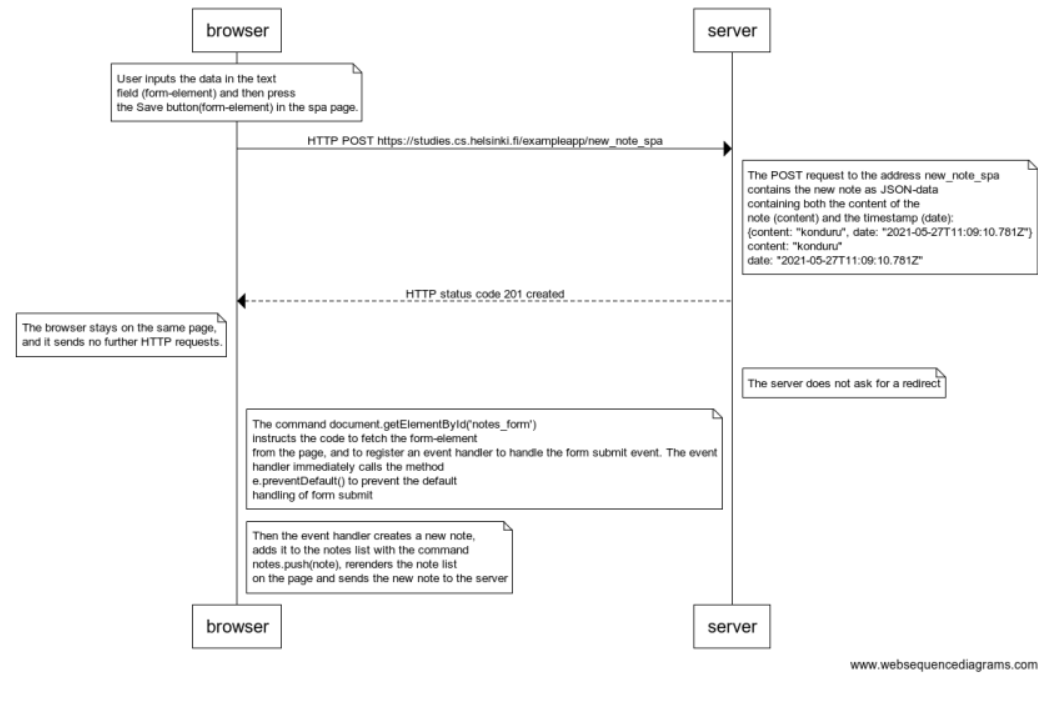 browser
server
User inputs the data in the text
field (form-element) and then press
the Save button(form-element) in the spa page.
HTTP POST https://studies.cs.helsinki.fi/exampleapp/new_note_spa
The POST request to the address new_note_spa
contains the new note as JSON-data
containing both the content of the
note (content) and the timestamp (date):
{content: "konduru", date: "2021-05-27T11:09:10.781Z"}
content: "konduru"
date: "2021-05-27T11:09:10.781Z"
HTTP status code 201 created
The browser stays on the same page,
and it sends no further HTTP requests.
The server does not ask for a redirect
The command document.getElementById('notes_form')
instructs the code to fetch the form-element
from the page, and to register an event handler to handle the form submit event. The event
handler immediately calls the method
e.preventDefault() to prevent the default
handling of form submit
Then the event handler creates a new note,
adds it to the notes list with the command
notes.push(note), rerenders the note list
on the page and sends the new note to the server
browser
server
www.websequencediagrams.com